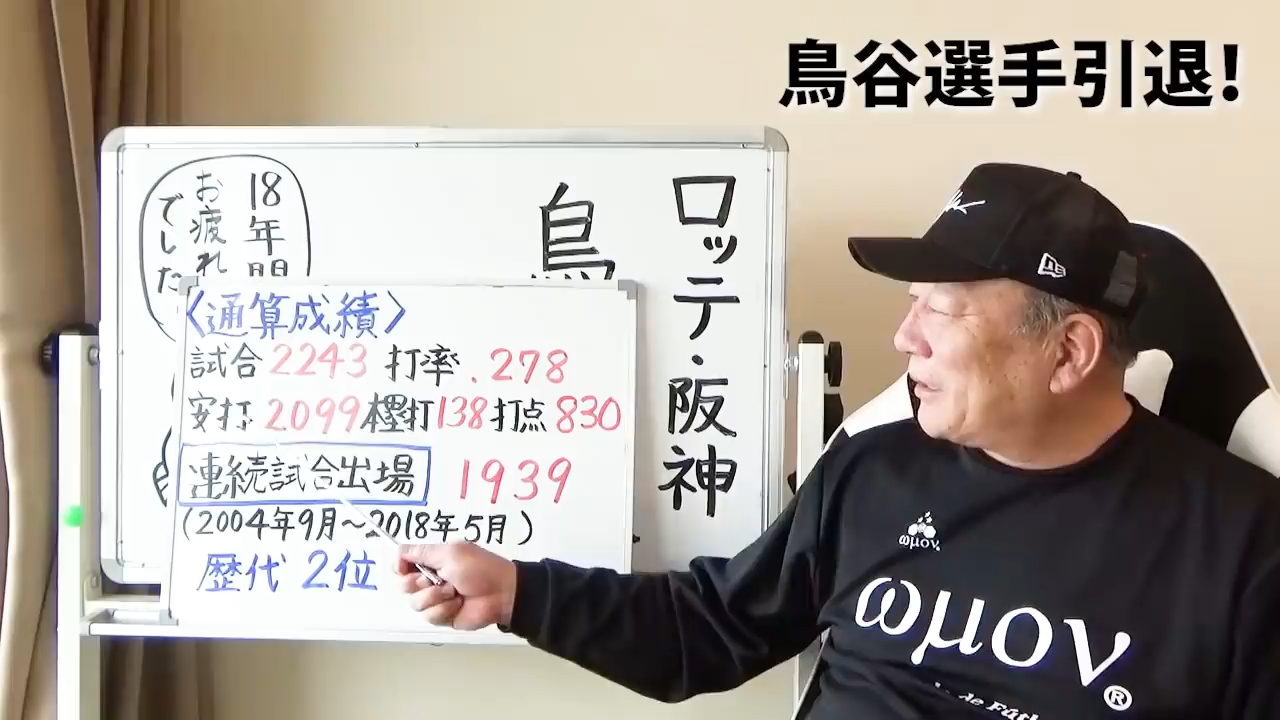 鳥谷選手引退!
ロッテ・阪神
鳥
18年間
お疲れ
でした
〈通算成績〉
試合 2243 打率 .278
安打 2099 本塁打 138 打点 830
連続試合出場 1939
(2004年9月～2018年5月)
歴代 2位
ωμον
ωμον®
de Fút